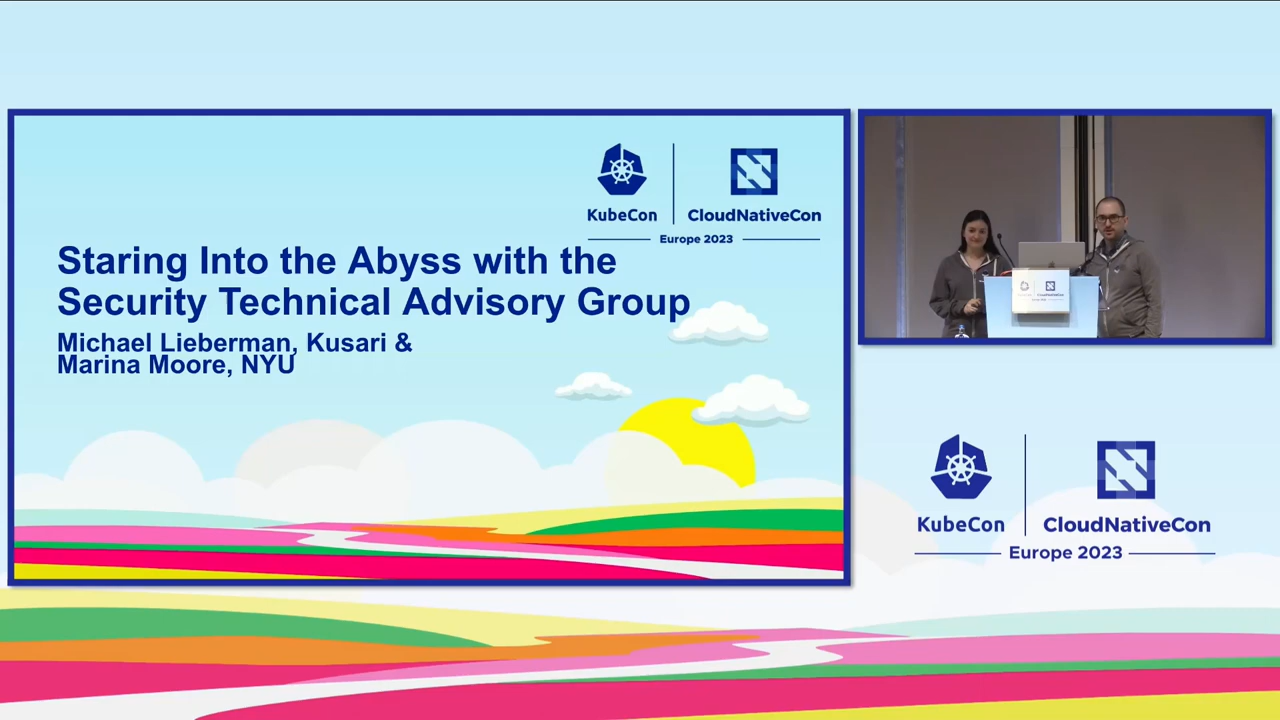 KubeCon
CloudNativeCon
Europe 2023
Staring Into the Abyss with the
Security Technical Advisory Group
Michael Lieberman, Kusari &
Marina Moore, NYU
KubeCon
CloudNativeCon
Europe 2023